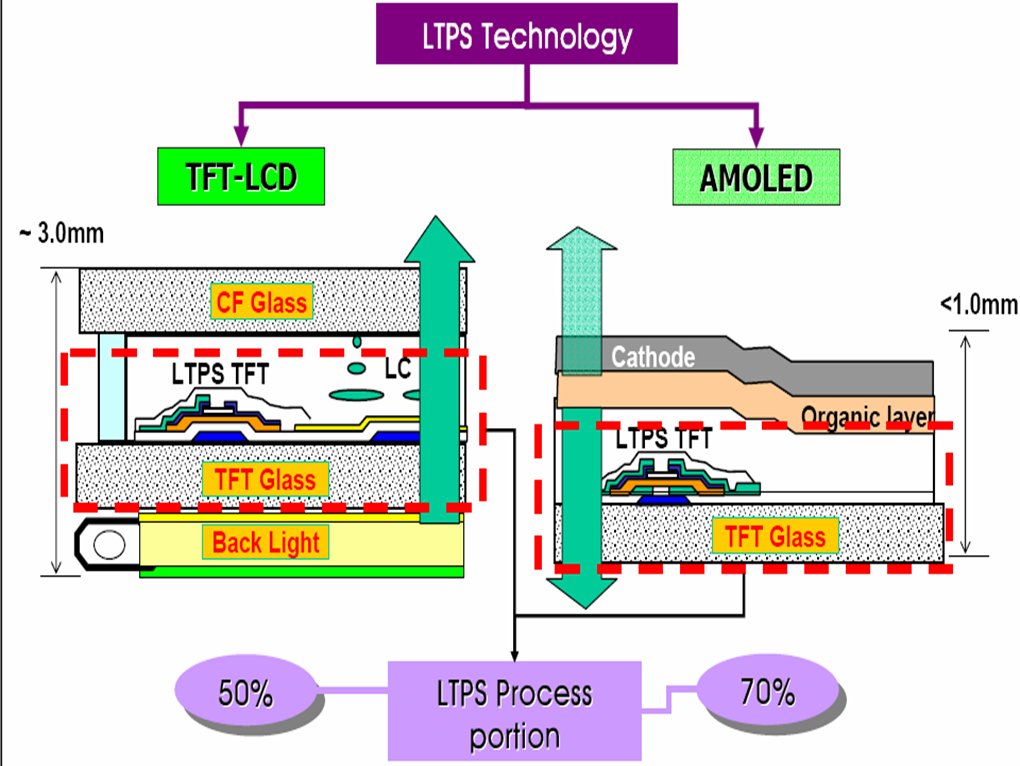 LTPS Technology
TFT-LCD
AMOLED
~ 3.0mm
CF Glass
LTPS TFT
LC
TFT Glass
Back Light
<1.0mm
Cathode
Organic layer
LTPS TFT
TFT Glass
50%
LTPS Process
portion
70%